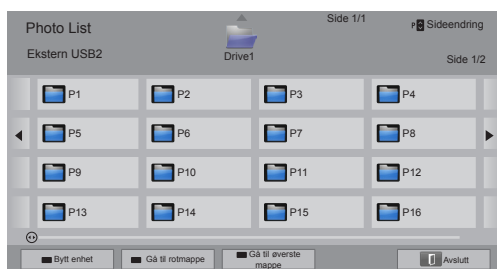 Photo List
Side 1/1
P Sideendring
Ekstern USB2
Drive1
Side 1/2
P1
P2
P3
P4
P5
P6
P7
P8
P9
P10
P11
P12
P13
P14
P15
P16
Bytt enhet
Gå til rotmappe
Gå til øverste
mappe
Avslutt